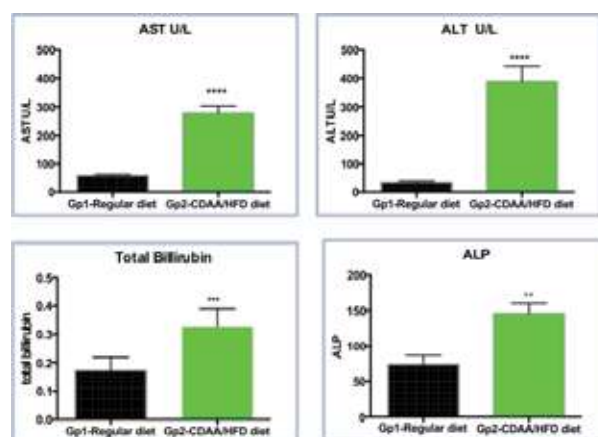 AST U/L
500
400
300
200
100
0
AST U/L
****
Gp1-Regular diet Gp2-CDAA/HFD diet
ALT U/L
500
400
300
200
100
0
ALT U/L
****
Gp1-Regular diet Gp2-CDAA/HFD diet
Total Billirubin
0.5
0.4
0.3
0.2
0.1
0.0
total billirubin
***
Gp1-Regular diet Gp2-CDAA/HFD diet
ALP
200
150
100
50
0
ALP
**
Gp1-Regular diet Gp2-CDAA/HFD diet